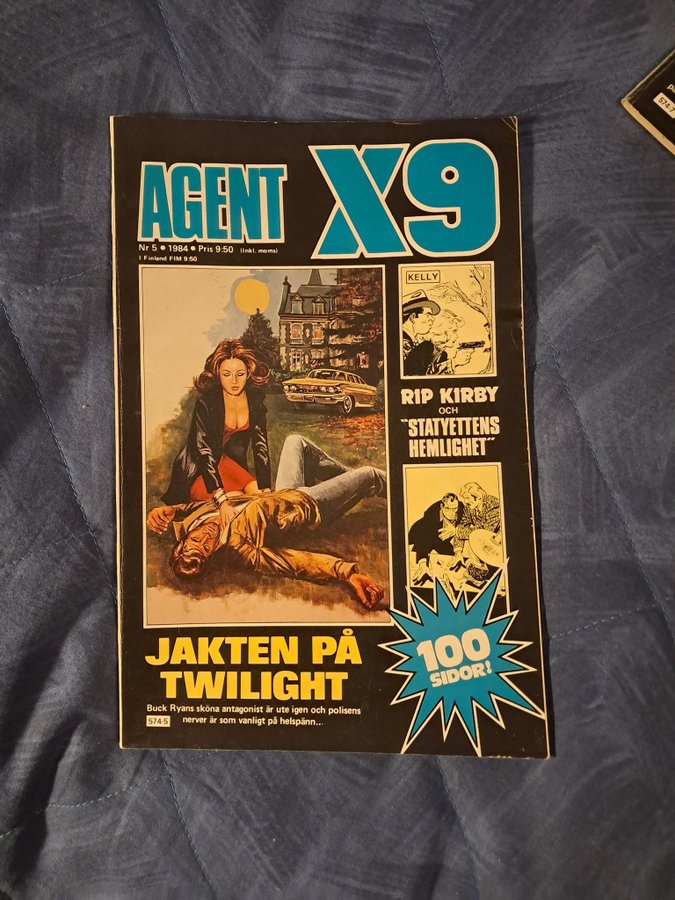 AGENT X9
Nr 5 • 1984 • Pris 9:50 (Inkl. moms)
I Finland FIM 9:50
KELLY
RIP KIRBY
OCH
"STATYETTENS
HEMLIGHET"
100
SIDOR!
JAKTEN PÅ
TWILIGHT
Buck Ryans sköna antagonist är ute igen och polisens
nerver är som vanligt på helspänn...
574-5
574-7